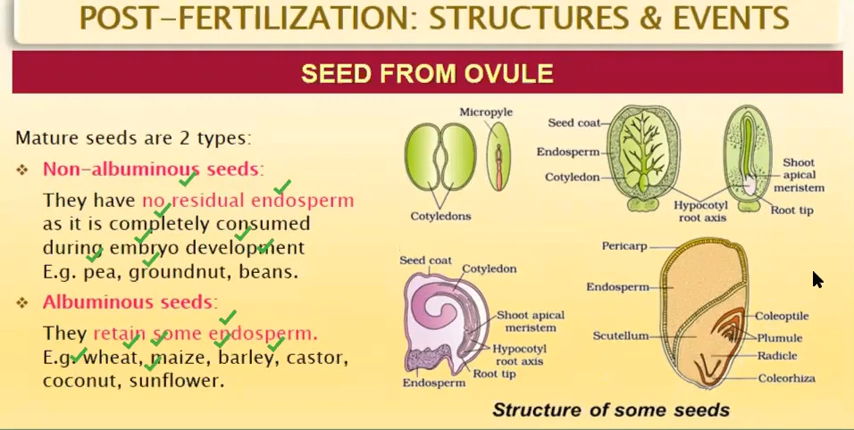 POST-FERTILIZATION: STRUCTURES & EVENTS
SEED FROM OVULE
Mature seeds are 2 types:
Non-albuminous seeds:
They have no residual endosperm
as it is completely consumed
during embryo development
E.g. pea, groundnut, beans.
Albuminous seeds:
They retain some endosperm.
E.g. wheat, maize, barley, castor,
coconut, sunflower.
Micropyle
Cotyledons
Seed coat
Endosperm
Cotyledon
Hypocotyl
root axis
Shoot
apical
meristem
Root tip
Seed coat
Cotyledon
Shoot apical
meristem
Hypocotyl
root axis
Root tip
Endosperm
Pericarp
Endosperm
Scutellum
Coleoptile
Plumule
Radicle
Coleorhiza
Structure of some seeds